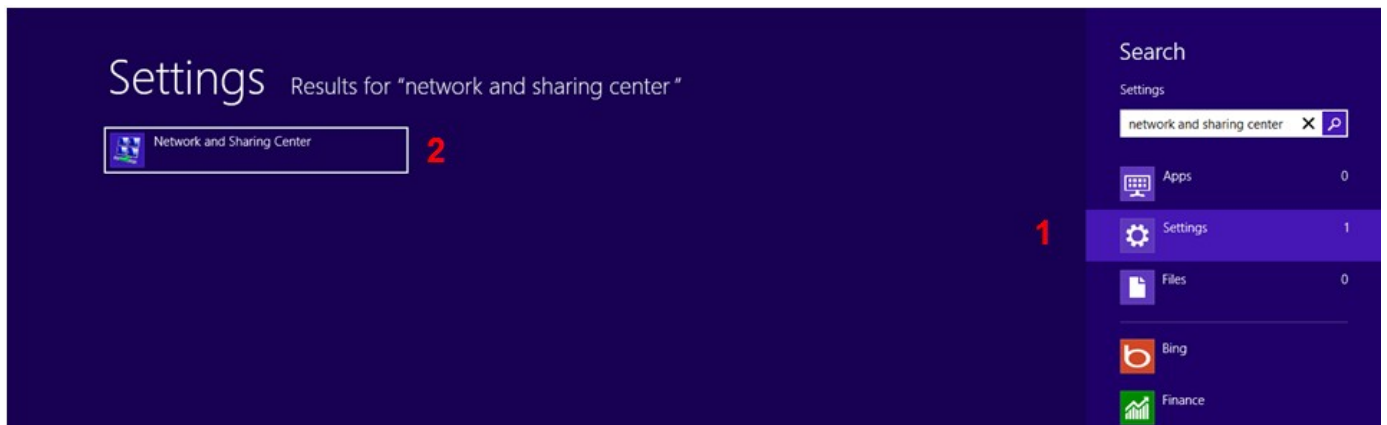 Settings Results for "network and sharing center "
Network and Sharing Center
2
Search
Settings
network and sharing center X
Apps 0
1
Settings 1
Files 0
Bing
Finance